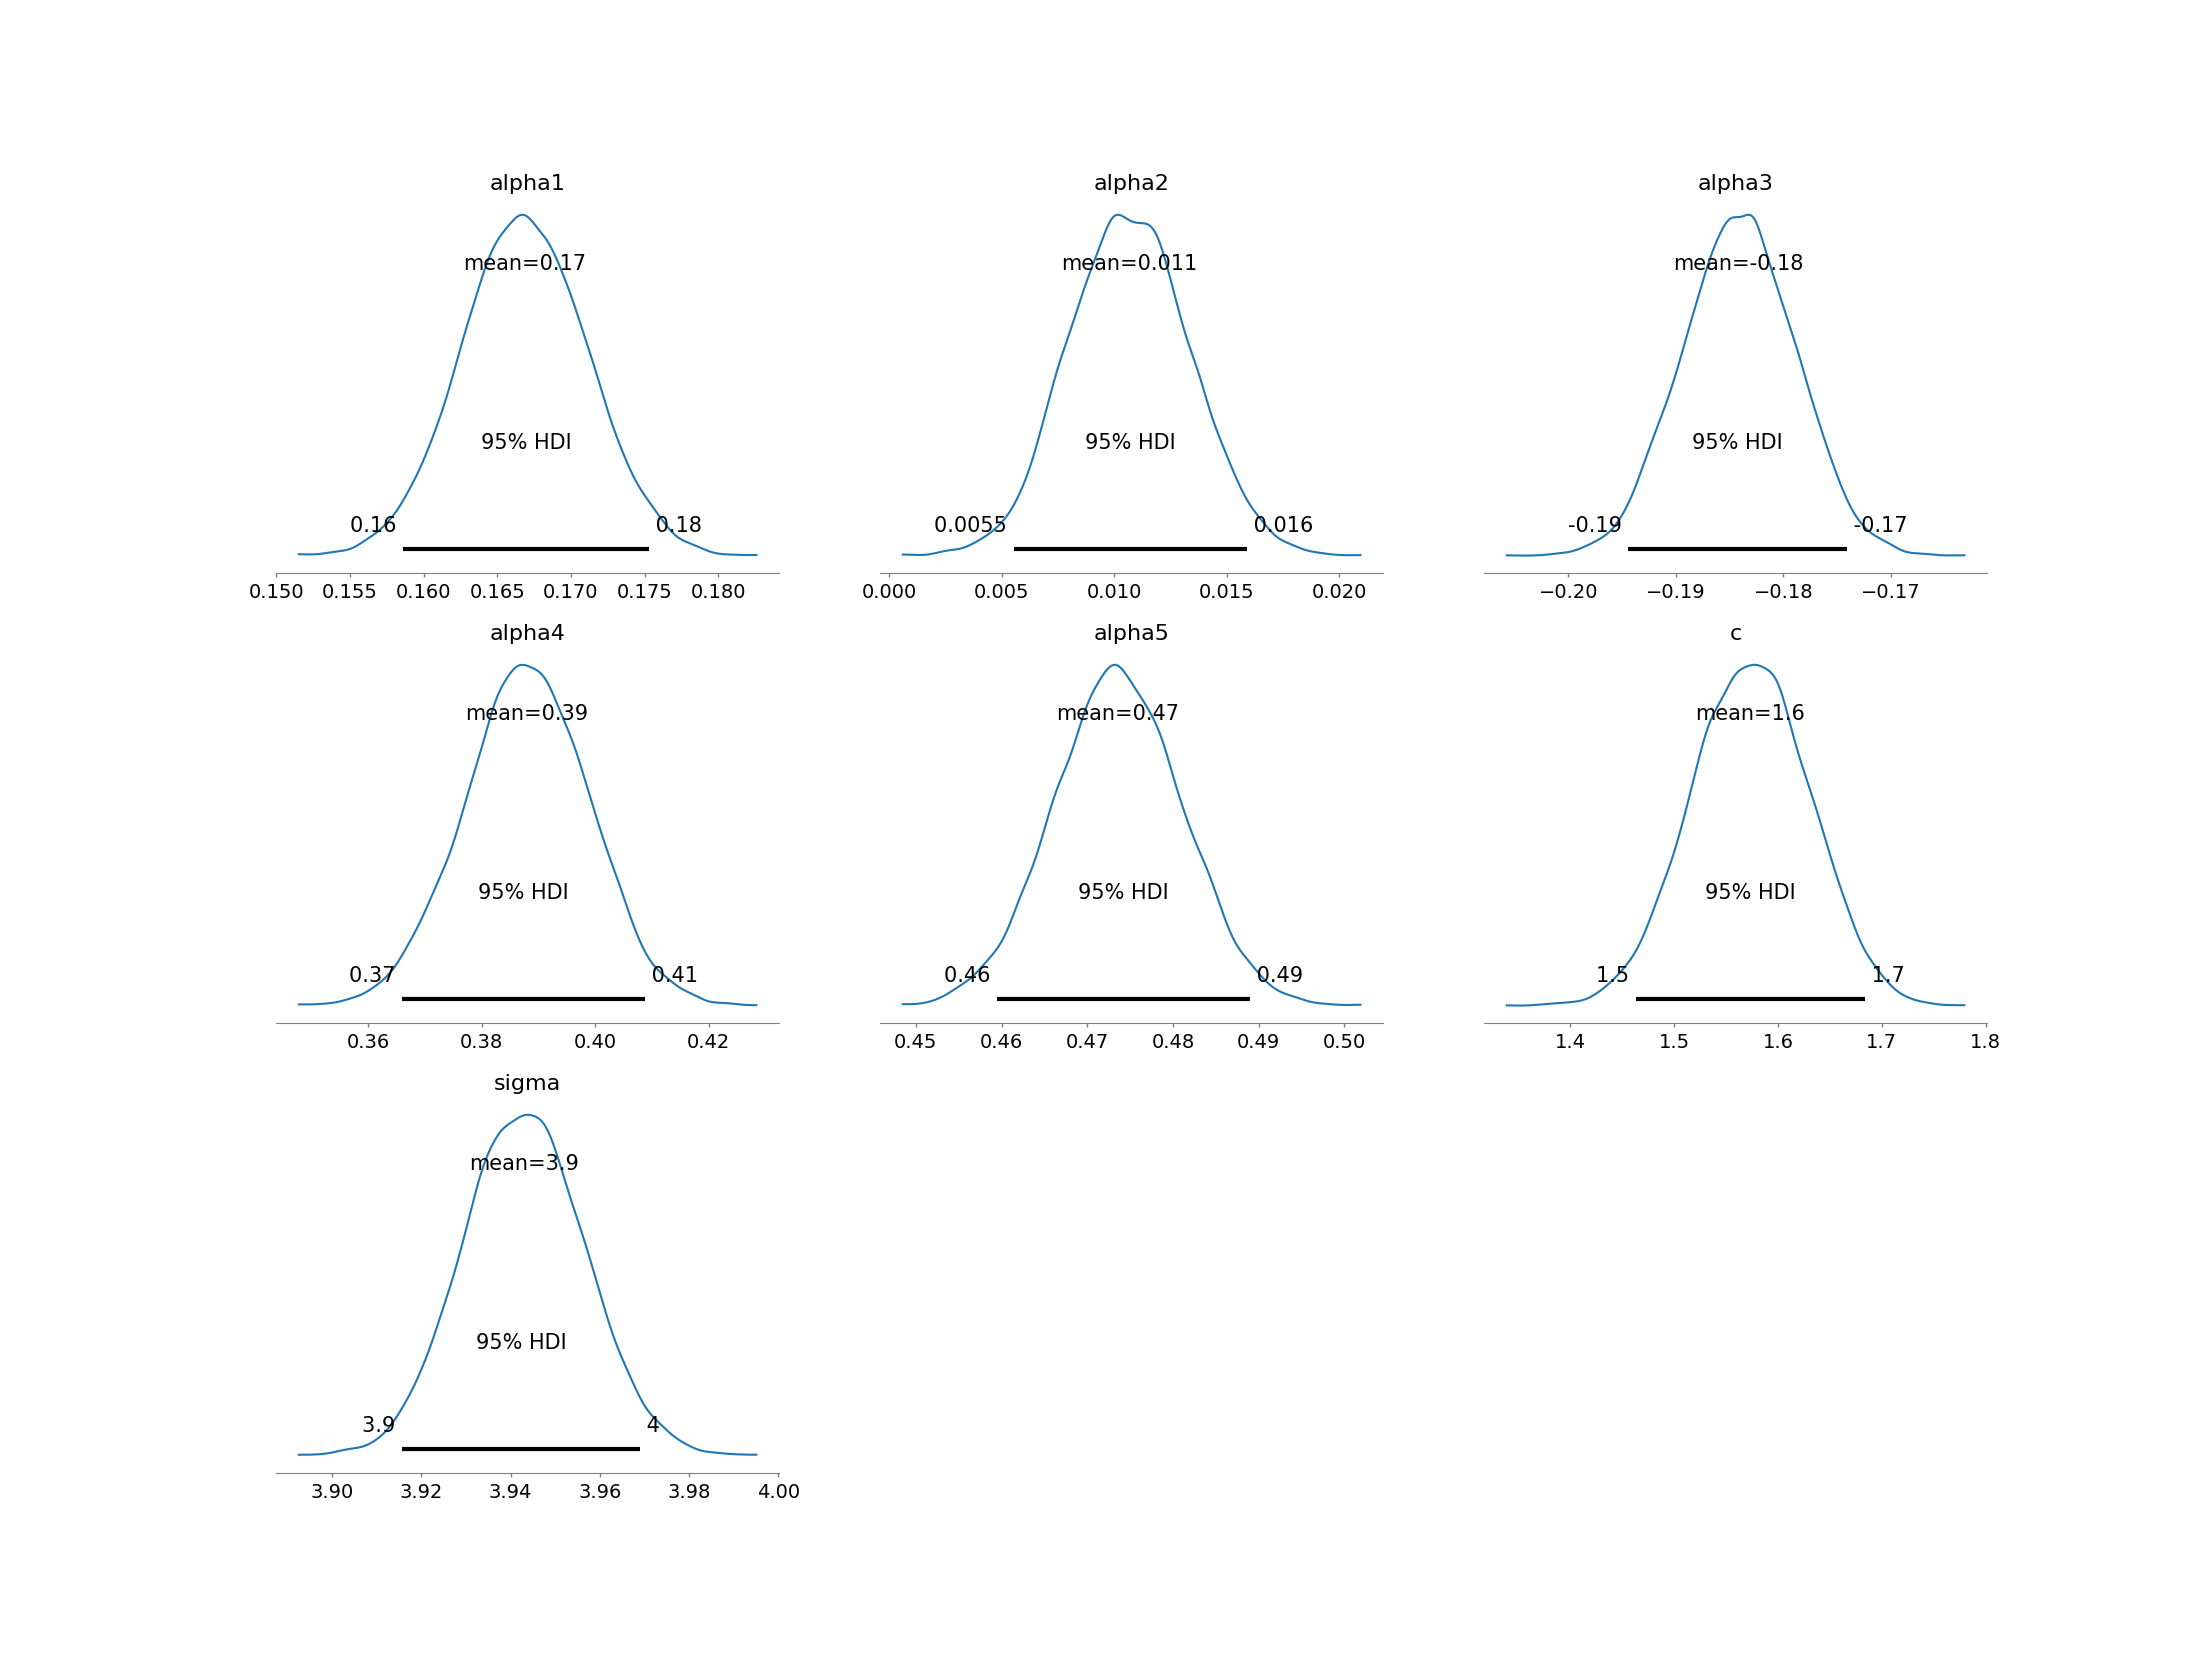 alpha1
mean=0.17
95% HDI
0.16
0.18
0.150 0.155 0.160 0.165 0.170 0.175 0.180
alpha2
mean=0.011
95% HDI
0.0055
0.016
0.000 0.005 0.010 0.015 0.020
alpha3
mean=-0.18
95% HDI
-0.19
-0.17
−0.20 −0.19 −0.18 −0.17
alpha4
mean=0.39
95% HDI
0.37
0.41
0.36 0.38 0.40 0.42
alpha5
mean=0.47
95% HDI
0.46
0.49
0.45 0.46 0.47 0.48 0.49 0.50
c
mean=1.6
95% HDI
1.5
1.7
1.4 1.5 1.6 1.7 1.8
sigma
mean=3.9
95% HDI
3.9
4
3.90 3.92 3.94 3.96 3.98 4.00